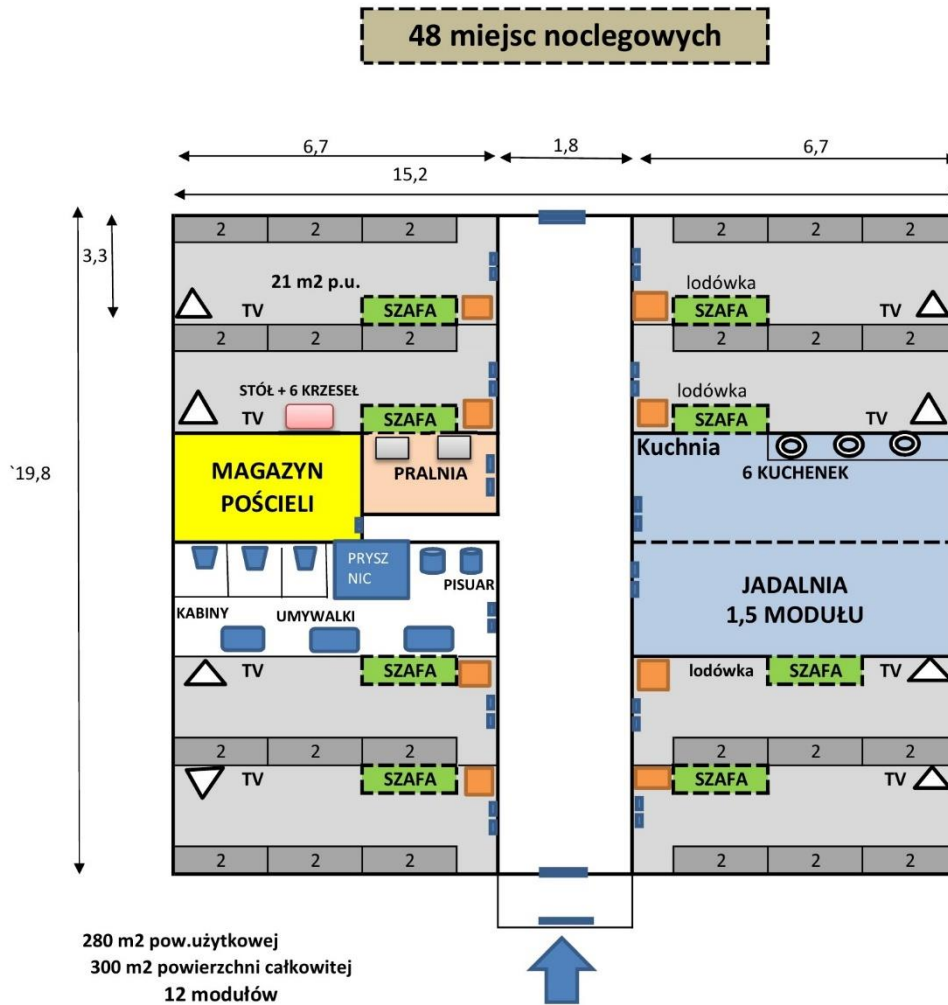 48 miejsc noclegowych
6,7 1,8 6,7
15,2
3,3
2 2 2 2 2 2
21 m2 p.u. lodówka
TV SZAFA SZAFA TV
2 2 2 2 2 2
STÓŁ + 6 KRZESEŁ lodówka
TV SZAFA SZAFA TV
Kuchnia
`19,8
MAGAZYN
POŚCIELI
PRALNIA
6 KUCHENEK
PRYSZ
NIC
PISUAR
JADALNIA
1,5 MODUŁU
KABINY UMYWALKI
TV SZAFA lodówka SZAFA TV
2 2 2 2 2 2
TV SZAFA SZAFA TV
2 2 2 2 2 2
280 m2 pow.użytkowej
300 m2 powierzchni całkowitej
12 modułów